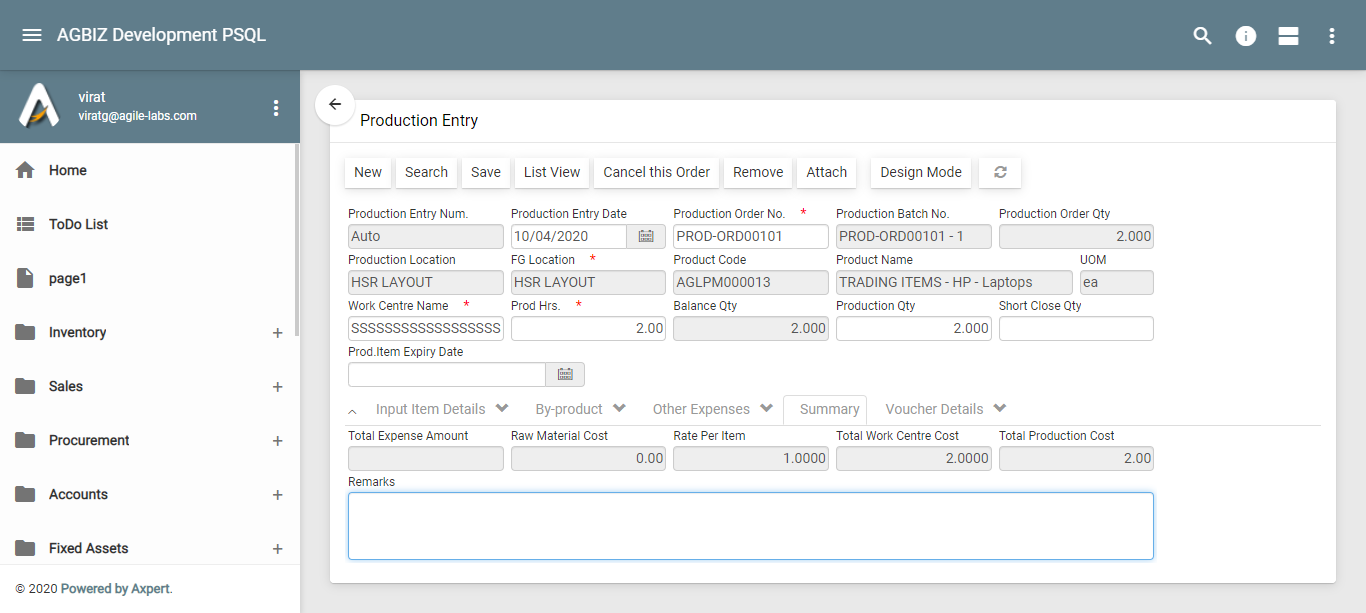 AGBIZ Development PSQL
virat
viratg@agile-labs.com
Home
ToDo List
page1
Inventory +
Sales +
Procurement +
Accounts +
Fixed Assets +
© 2020 Powered by Axpert.
Production Entry
New Search Save List View Cancel this Order Remove Attach Design Mode
Production Entry Num. Production Entry Date Production Order No. * Production Batch No. Production Order Qty
Auto 10/04/2020 PROD-ORD00101 PROD-ORD00101 - 1 2.000
Production Location FG Location * Product Code Product Name UOM
HSR LAYOUT HSR LAYOUT AGLPM000013 TRADING ITEMS - HP - Laptops ea
Work Centre Name * Prod Hrs. * Balance Qty Production Qty Short Close Qty
SSSSSSSSSSSSSSSSSS 2.00 2.000 2.000
Prod.Item Expiry Date
Input Item Details By-product Other Expenses Summary Voucher Details
Total Expense Amount Raw Material Cost Rate Per Item Total Work Centre Cost Total Production Cost
0.00 1.0000 2.0000 2.00
Remarks